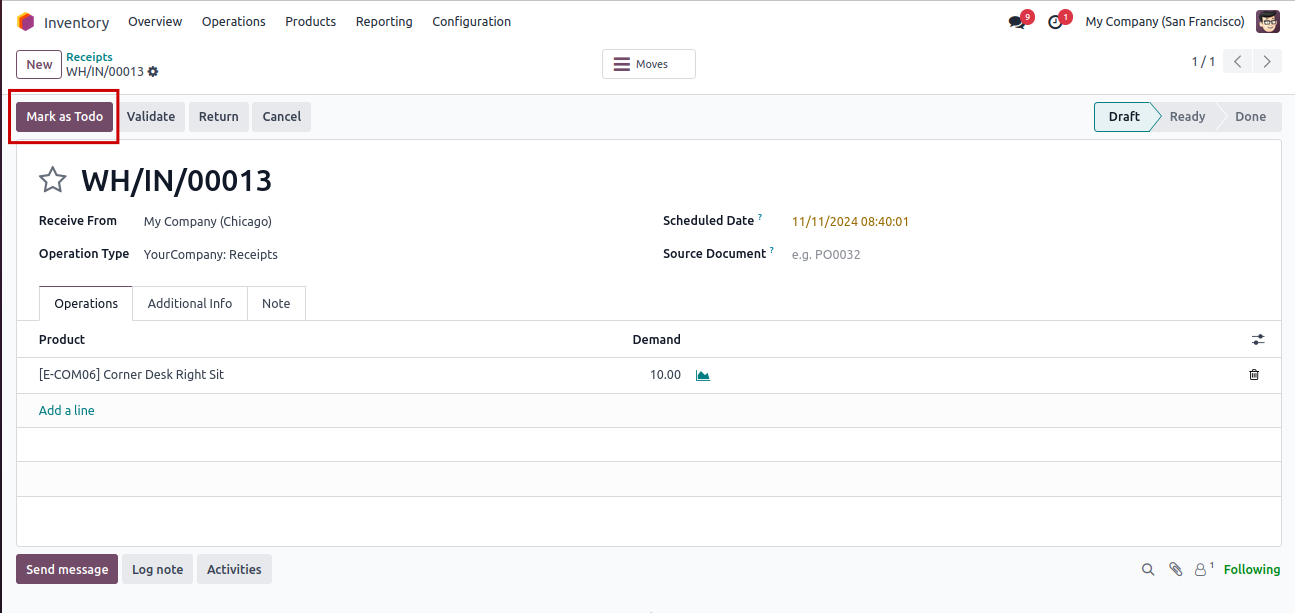 Inventory Overview Operations Products Reporting Configuration 9 1 My Company (San Francisco)
New Receipts Moves 1 / 1
WH/IN/00013
Mark as Todo Validate Return Cancel Draft Ready Done
WH/IN/00013
Receive From My Company (Chicago) Scheduled Date ? 11/11/2024 08:40:01
Operation Type YourCompany: Receipts Source Document ? e.g. PO0032
Operations Additional Info Note
Product Demand
[E-COM06] Corner Desk Right Sit 10.00
Add a line
Send message Log note Activities 1 Following